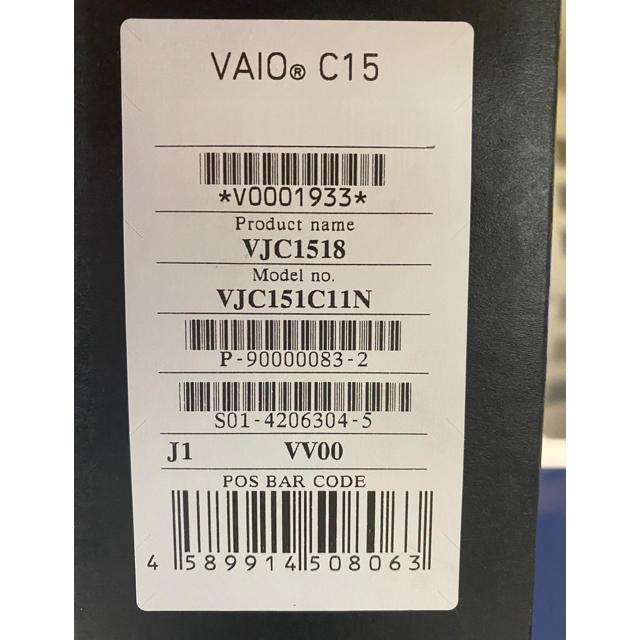 VAIO® C15
*V0001933*
Product name
VJC1518
Model no.
VJC151C11N
P-90000083-2
S01-4206304-5
J1 VV00
POS BAR CODE
4 589914 508063